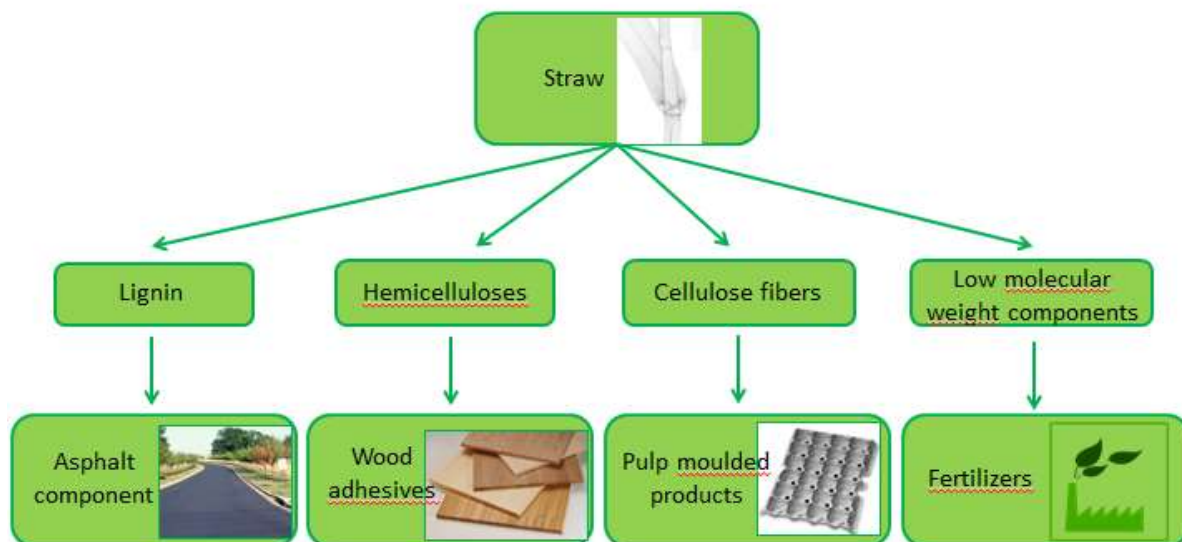 Straw
Lignin
Hemicelluloses
Cellulose fibers
Low molecular
weight components
Asphalt
component
Wood
adhesives
Pulp moulded
products
Fertilizers